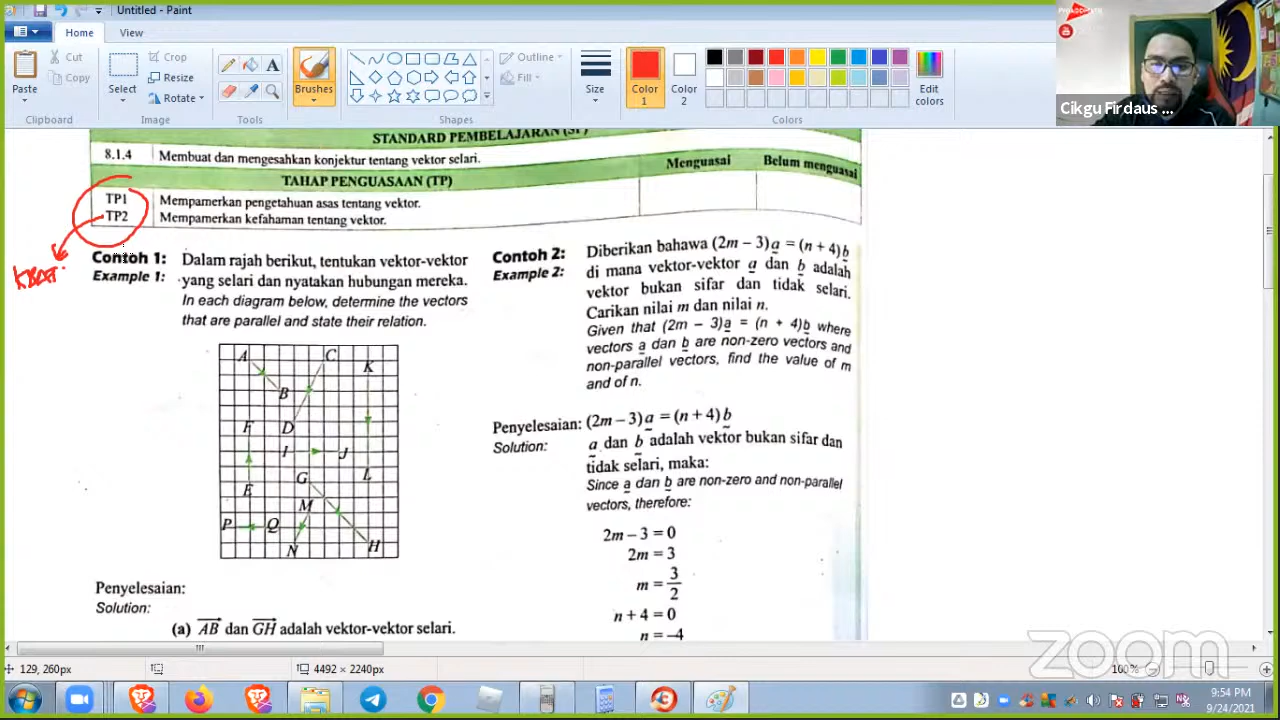 Untitled - Paint
Home
View
Paste
Cut
Copy
Clipboard
Select
Crop
Resize
Rotate
Image
Tools
Brushes
Shapes
Outline
Fill
Size
Color 1
Color 2
Edit colors
Colors
Cikgu Firdaus ...
STANDARD PEMBELAJARAN (SP)
8.1.4 Membuat dan mengesahkan konjektur tentang vektor selari.
TAHAP PENGUASAAN (TP)
Menguasai
Belum menguasai
TP1 Mempamerkan pengetahuan asas tentang vektor.
TP2 Mempamerkan kefahaman tentang vektor.
Contoh 1: Dalam rajah berikut, tentukan vektor-vektor
Example 1: yang selari dan nyatakan hubungan mereka.
In each diagram below, determine the vectors
that are parallel and state their relation.
A
C
K
B
F
D
I
J
G
L
E
M
P
Q
N
H
Penyelesaian:
Solution:
(a) AB dan GH adalah vektor-vektor selari.
Contoh 2: Diberikan bahawa (2m − 3)a = (n + 4)b
Example 2: di mana vektor-vektor a dan b adalah
vektor bukan sifar dan tidak selari.
Carikan nilai m dan nilai n.
Given that (2m − 3)a = (n + 4)b where
vectors a dan b are non-zero vectors and
non-parallel vectors, find the value of m
and of n.
Penyelesaian: (2m − 3)a = (n + 4)b
Solution: a dan b adalah vektor bukan sifar dan
tidak selari, maka:
Since a dan b are non-zero and non-parallel
vectors, therefore:
2m − 3 = 0
2m = 3
m = 3/2
n + 4 = 0
n = −4
zoom
129, 260px
4492 × 2240px
100%
9:54 PM
9/24/2021